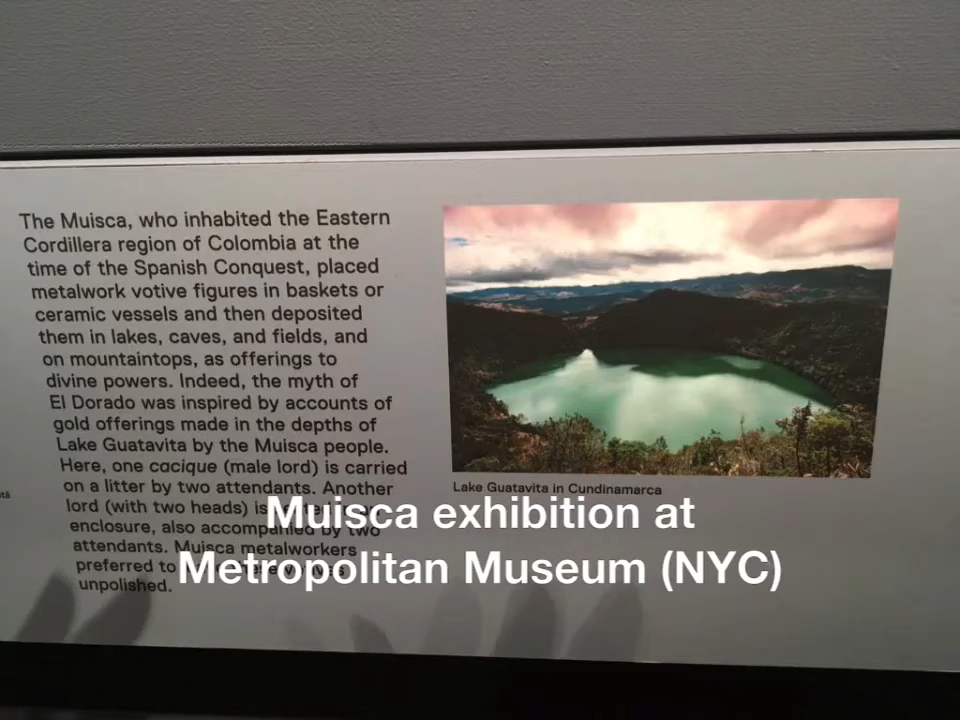 The Muisca, who inhabited the Eastern
Cordillera region of Colombia at the
time of the Spanish Conquest, placed
metalwork votive figures in baskets or
ceramic vessels and then deposited
them in lakes, caves, and fields, and
on mountaintops, as offerings to
divine powers. Indeed, the myth of
El Dorado was inspired by accounts of
gold offerings made in the depths of
Lake Guatavita by the Muisca people.
Here, one cacique (male lord) is carried
on a litter by two attendants. Another
lord (with two heads) is
enclosure, also accompanied by two
attendants. Muisca metalworkers
preferred to
unpolished.
Lake Guatavita in Cundinamarca
Muisca exhibition at
Metropolitan Museum (NYC)